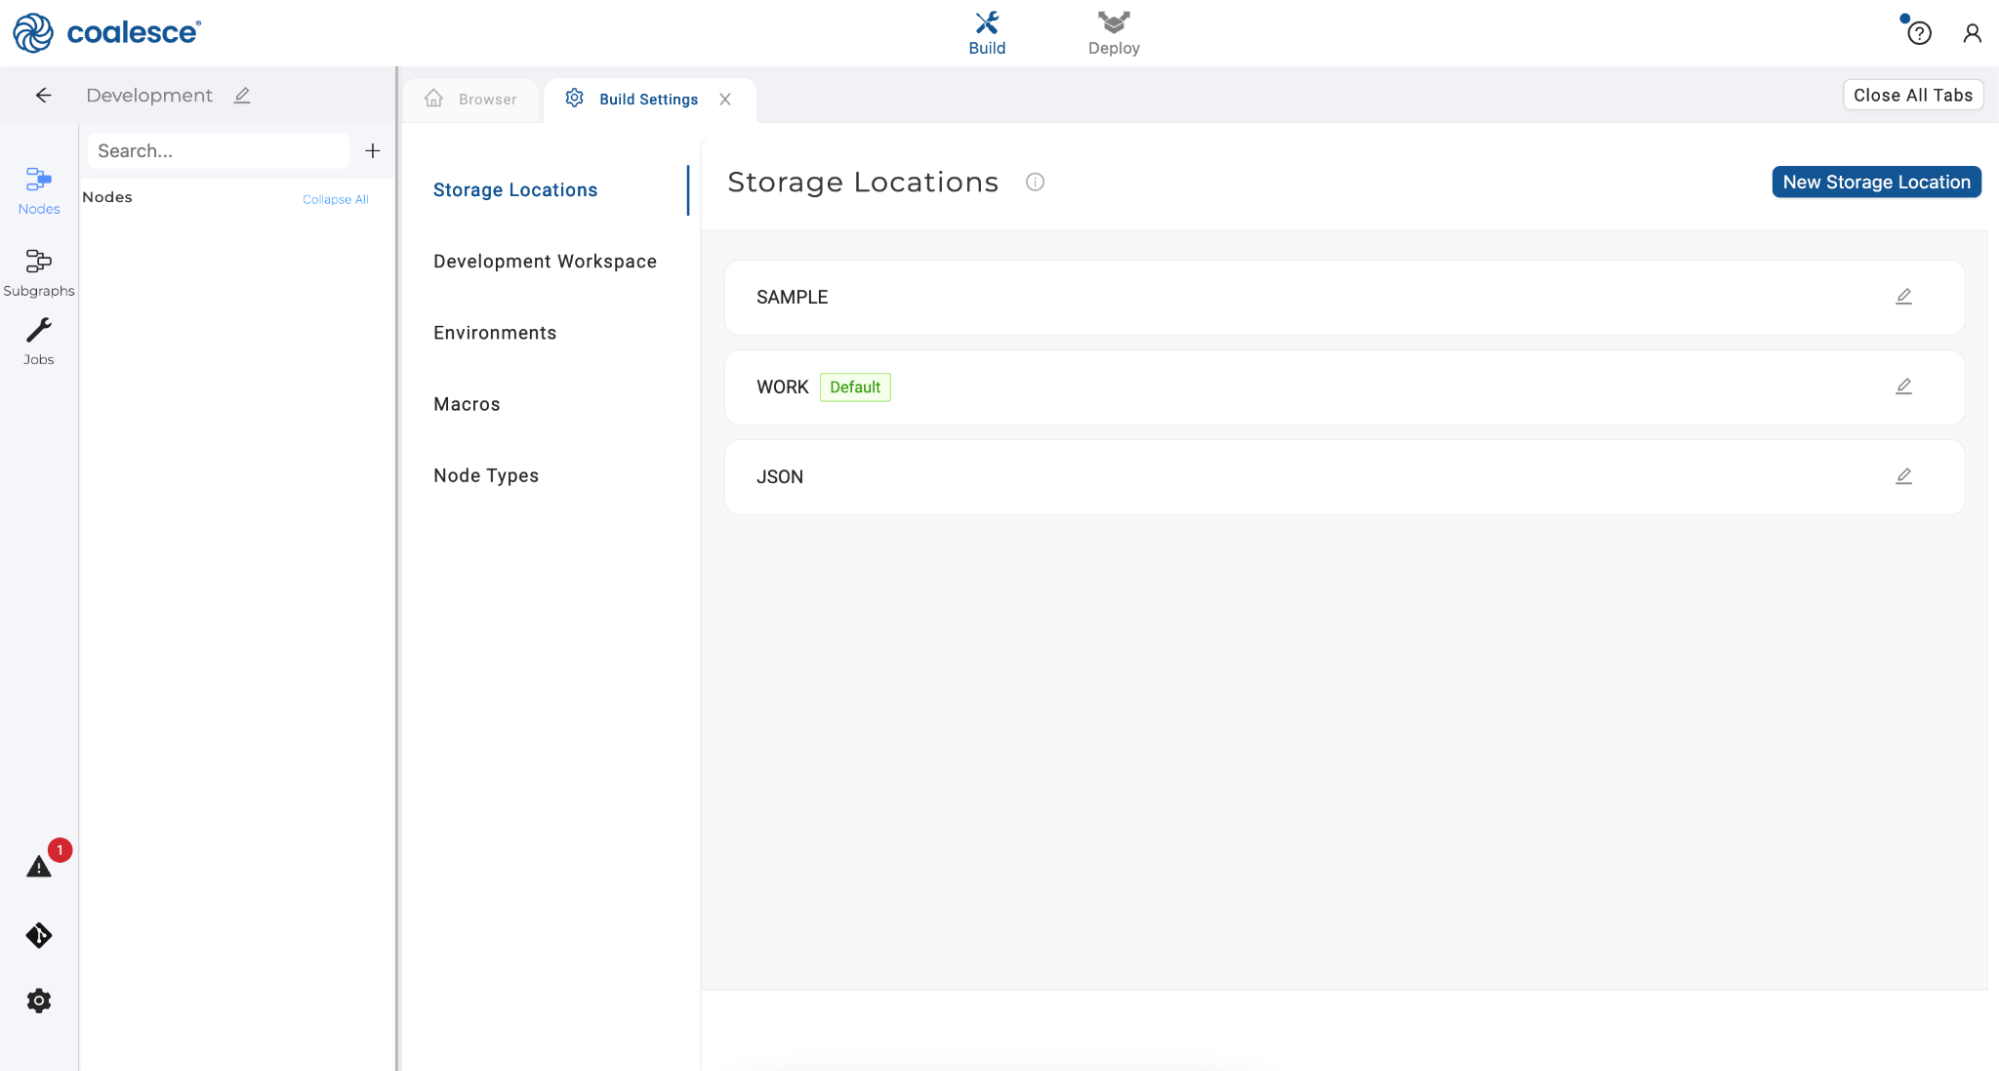 coalesce®
Build
Deploy
Development
Browser
Build Settings
Close All Tabs
Search...
Nodes
Collapse All
Nodes
Subgraphs
Jobs
1
Storage Locations
Development Workspace
Environments
Macros
Node Types
Storage Locations
New Storage Location
SAMPLE
WORK Default
JSON